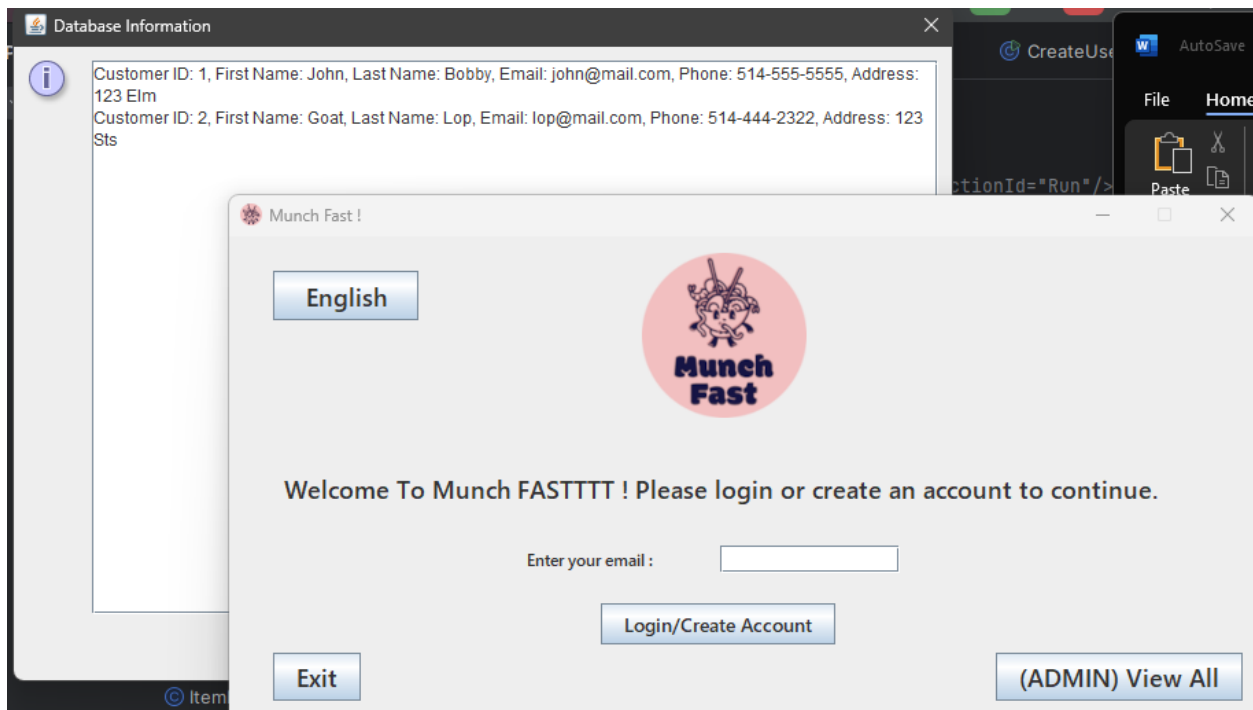 Database Information
Customer ID: 1, First Name: John, Last Name: Bobby, Email: john@mail.com, Phone: 514-555-5555, Address:
123 Elm
Customer ID: 2, First Name: Goat, Last Name: Lop, Email: lop@mail.com, Phone: 514-444-2322, Address: 123
Sts
CreateUse
W
AutoSave
File
Home
Paste
ctionId="Run"/>
Munch Fast !
English
Munch
Fast
Welcome To Munch FASTTTT ! Please login or create an account to continue.
Enter your email :
Login/Create Account
Exit
(ADMIN) View All
© Item